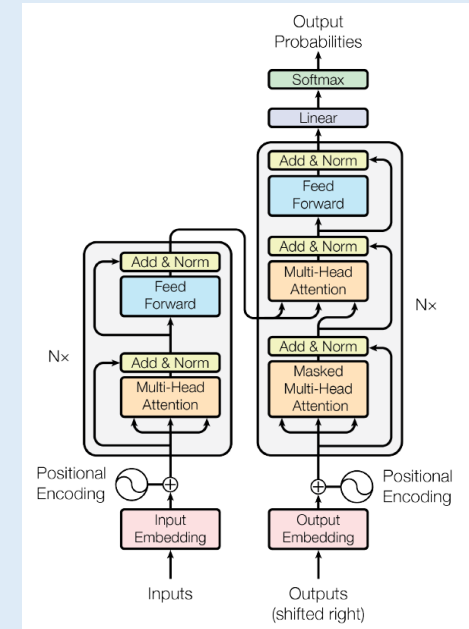 Output
Probabilities
Softmax
Linear
Add & Norm
Feed
Forward
Add & Norm
Multi-Head
Attention
Nx
Add & Norm
Masked
Multi-Head
Attention
Positional
Encoding
Output
Embedding
Outputs
(shifted right)
Add & Norm
Feed
Forward
Nx
Add & Norm
Multi-Head
Attention
Positional
Encoding
Input
Embedding
Inputs